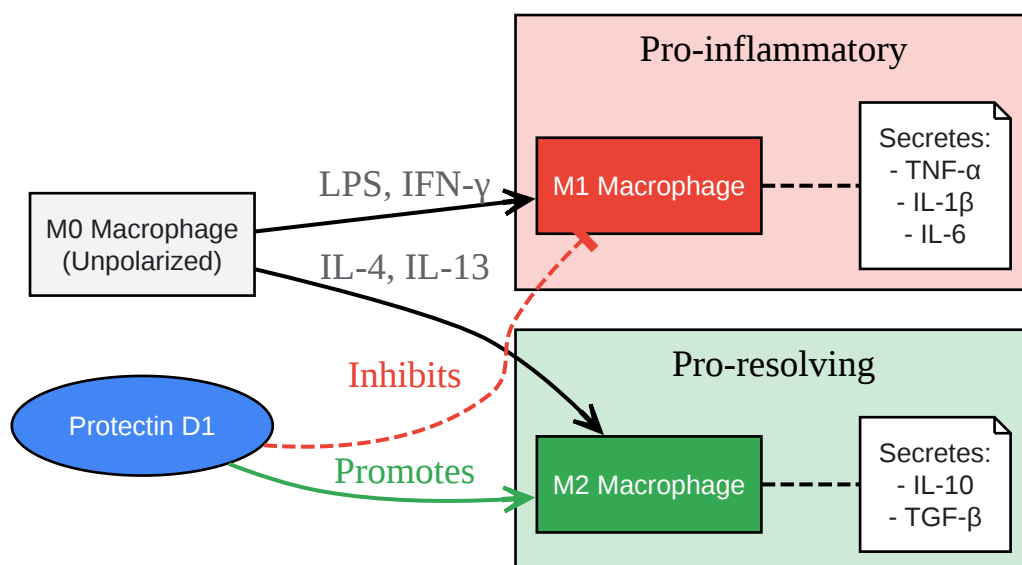 Pro-inflammatory
Secretes:
- TNF-α
- IL-1β
- IL-6
M1 Macrophage
LPS, IFN-γ
M0 Macrophage
(Unpolarized)
IL-4, IL-13
Pro-resolving
Inhibits
Protectin D1
Promotes
M2 Macrophage
Secretes:
- IL-10
- TGF-β